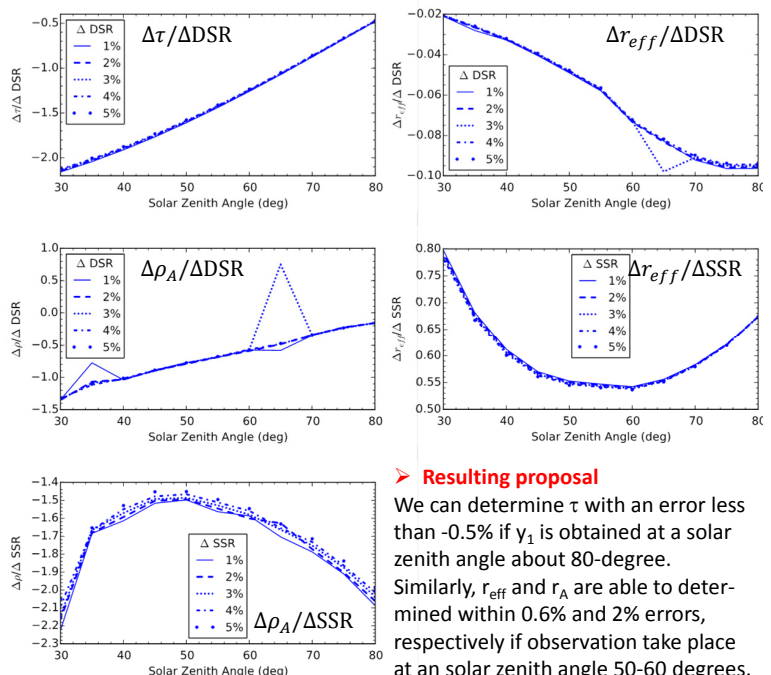 Δτ/ΔDSR
Δτ/Δ DSR
Δ DSR
1%
2%
3%
4%
5%
−0.5
−1.0
−1.5
−2.0
30 40 50 60 70 80
Solar Zenith Angle (deg)
Δr_eff/ΔDSR
Δr_eff/Δ DSR
Δ DSR
1%
2%
3%
4%
5%
−0.02
−0.04
−0.06
−0.08
−0.10
30 40 50 60 70 80
Solar Zenith Angle (deg)
Δρ_A/ΔDSR
Δρ/Δ DSR
Δ DSR
1%
2%
3%
4%
5%
1.0
0.5
0.0
−0.5
−1.0
−1.5
30 40 50 60 70 80
Solar Zenith Angle (deg)
Δr_eff/ΔSSR
Δr_eff/Δ SSR
Δ SSR
1%
2%
3%
4%
5%
0.80
0.75
0.70
0.65
0.60
0.55
0.50
30 40 50 60 70 80
Solar Zenith Angle (deg)
Δρ_A/ΔSSR
Δρ/Δ SSR
Δ SSR
1%
2%
3%
4%
5%
−1.4
−1.5
−1.6
−1.7
−1.8
−1.9
−2.0
−2.1
−2.2
−2.3
30 40 50 60 70 80
Solar Zenith Angle (deg)
➢ Resulting proposal
We can determine τ with an error less
than -0.5% if y₁ is obtained at a solar
zenith angle about 80-degree.
Similarly, r_eff and r_A are able to deter-
mined within 0.6% and 2% errors,
respectively if observation take place
at an solar zenith angle 50-60 degrees.